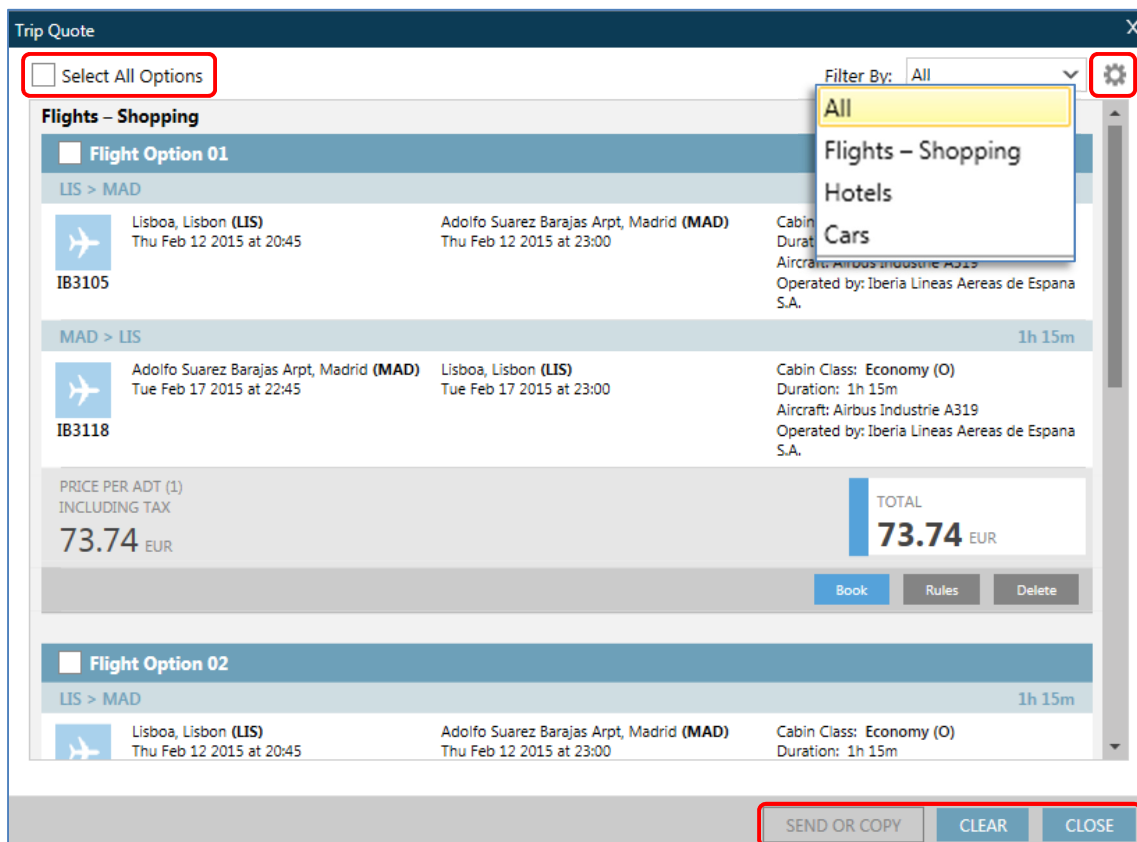 Trip Quote X
Select All Options
Filter By: All
All
Flights – Shopping
Hotels
Cars
Flights – Shopping
Flight Option 01
LIS > MAD
Lisboa, Lisbon (LIS)
Thu Feb 12 2015 at 20:45
IB3105
Adolfo Suarez Barajas Arpt, Madrid (MAD)
Thu Feb 12 2015 at 23:00
Cabin
Durat
Aircraft: Airbus Industrie A319
Operated by: Iberia Lineas Aereas de Espana
S.A.
MAD > LIS 1h 15m
Adolfo Suarez Barajas Arpt, Madrid (MAD)
Tue Feb 17 2015 at 22:45
IB3118
Lisboa, Lisbon (LIS)
Tue Feb 17 2015 at 23:00
Cabin Class: Economy (O)
Duration: 1h 15m
Aircraft: Airbus Industrie A319
Operated by: Iberia Lineas Aereas de Espana
S.A.
PRICE PER ADT (1)
INCLUDING TAX
73.74 EUR
TOTAL
73.74 EUR
Book Rules Delete
Flight Option 02
LIS > MAD 1h 15m
Lisboa, Lisbon (LIS)
Thu Feb 12 2015 at 20:45
Adolfo Suarez Barajas Arpt, Madrid (MAD)
Thu Feb 12 2015 at 23:00
Cabin Class: Economy (O)
Duration: 1h 15m
SEND OR COPY CLEAR CLOSE